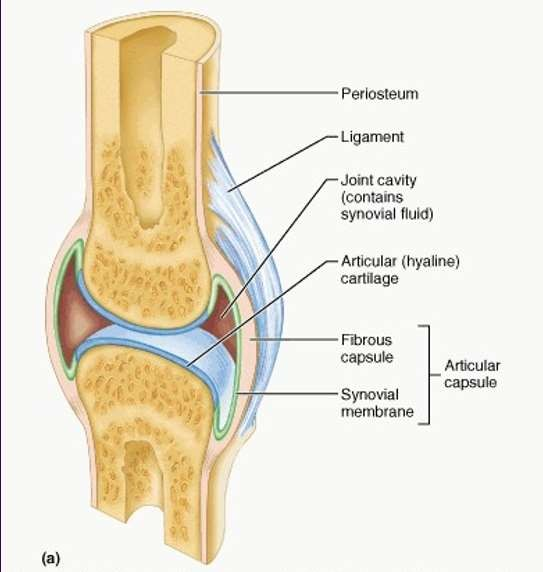 Periosteum
Ligament
Joint cavity
(contains
synovial fluid)
Articular (hyaline)
cartilage
Fibrous
capsule
Synovial
membrane
Articular
capsule
(a)